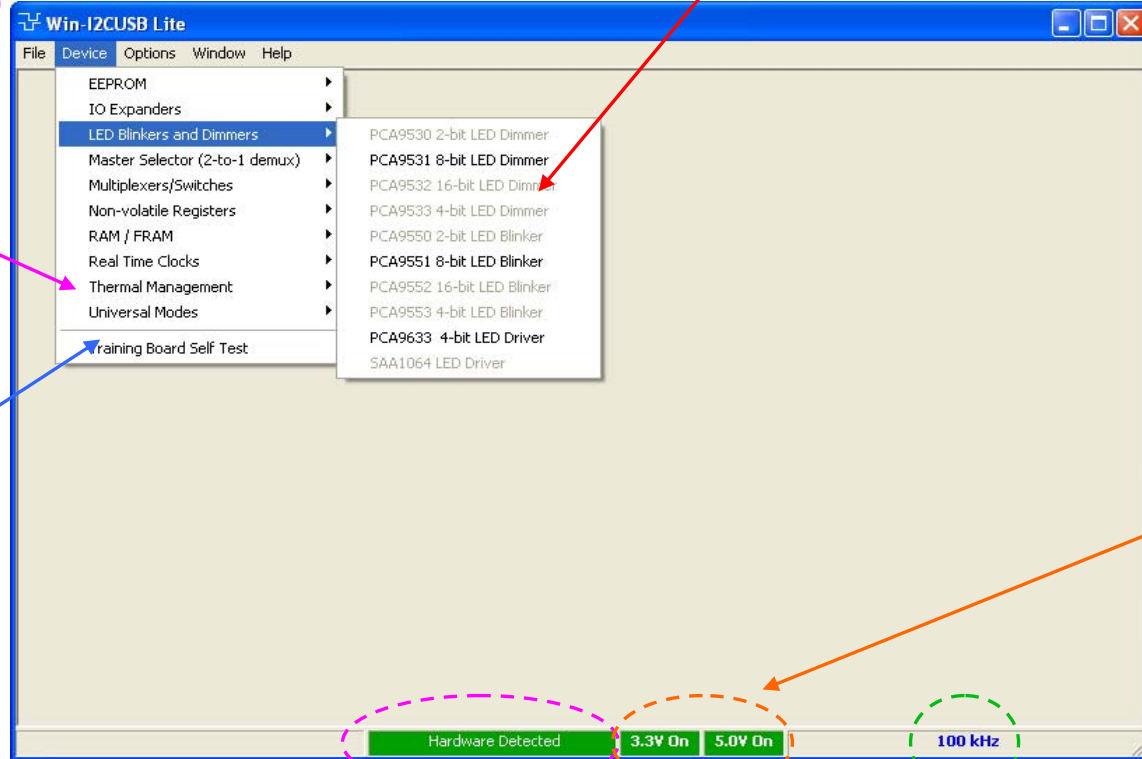 Win-I2CUSB Lite
File Device Options Window Help
EEPROM
IO Expanders
LED Blinkers and Dimmers
Master Selector (2-to-1 demux)
Multiplexers/Switches
Non-volatile Registers
RAM / FRAM
Real Time Clocks
Thermal Management
Universal Modes
Training Board Self Test
PCA9530 2-bit LED Dimmer
PCA9531 8-bit LED Dimmer
PCA9532 16-bit LED Dimmer
PCA9533 4-bit LED Dimmer
PCA9550 2-bit LED Blinker
PCA9551 8-bit LED Blinker
PCA9552 16-bit LED Blinker
PCA9553 4-bit LED Blinker
PCA9633 4-bit LED Driver
SAA1064 LED Driver
Hardware Detected 3.3V On 5.0V On 100 kHz